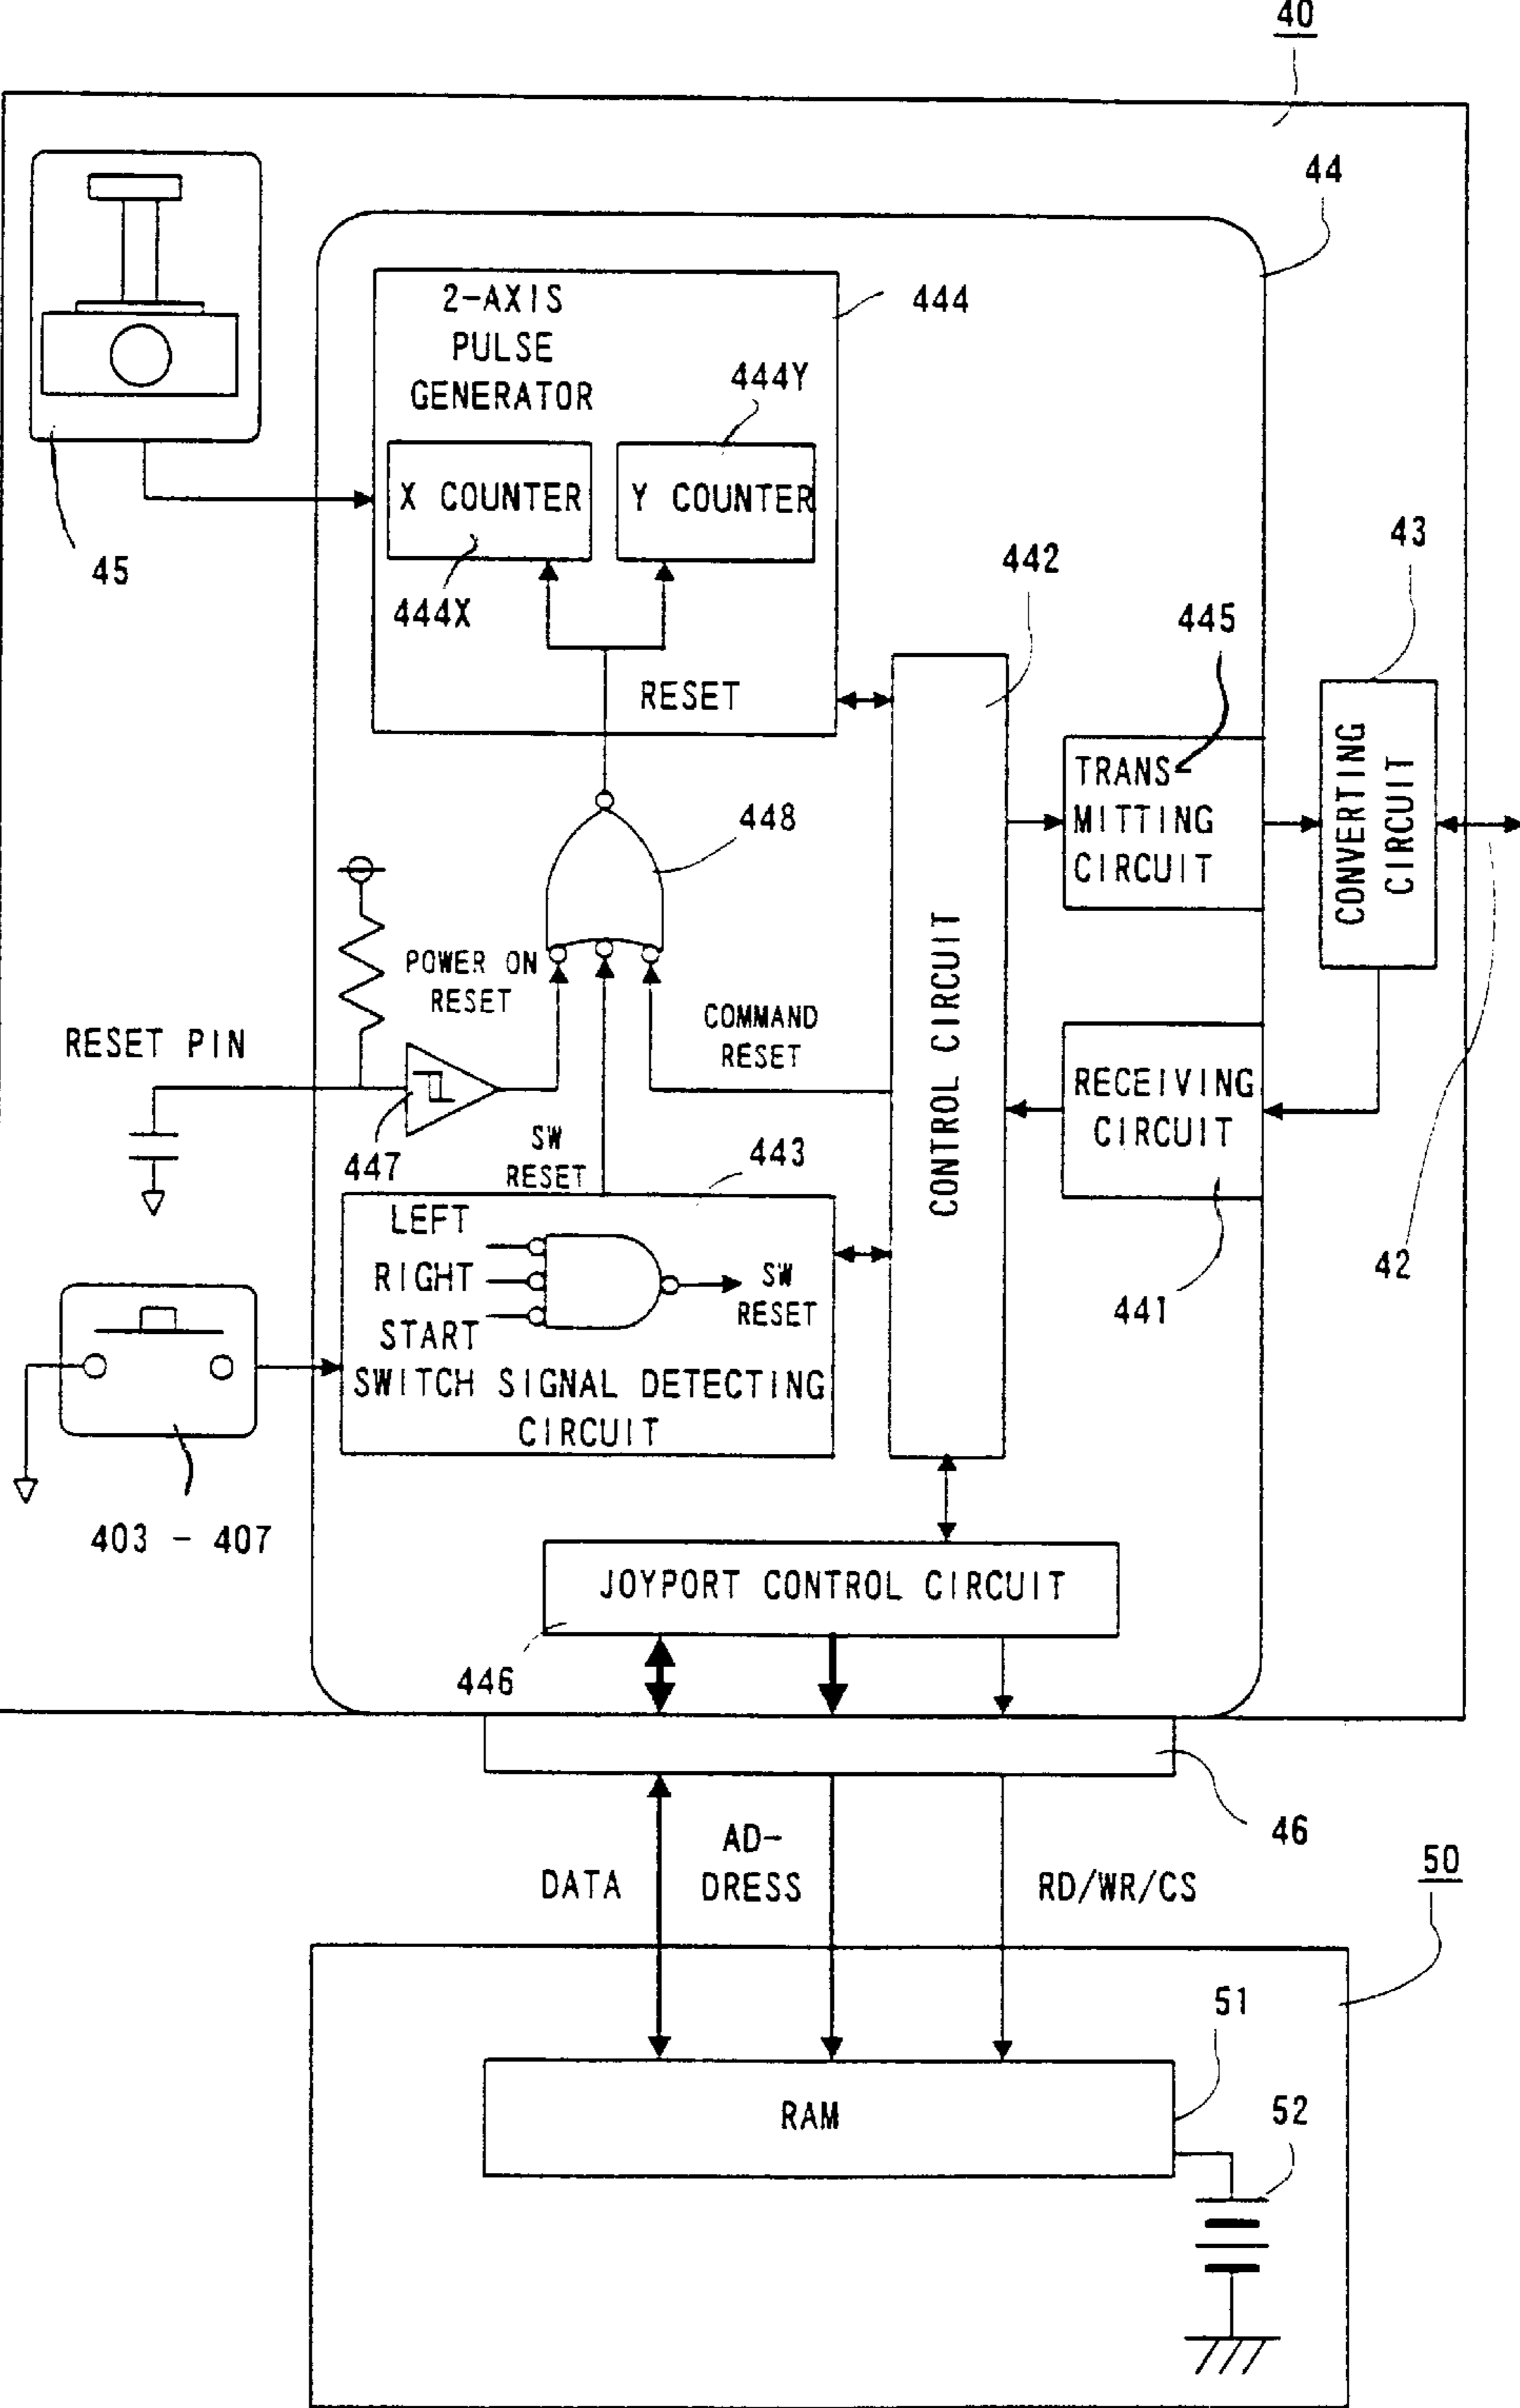 40
44
2-AXIS
PULSE
GENERATOR
444
444Y
X COUNTER
Y COUNTER
45
444X
442
43
445
RESET
TRANS-
MITTING
CIRCUIT
CONVERTING
CIRCUIT
448
POWER ON
RESET
COMMAND
RESET
CONTROL CIRCUIT
RESET PIN
RECEIVING
CIRCUIT
447
SW
RESET
443
42
LEFT
RIGHT
START
SW
RESET
441
SWITCH SIGNAL DETECTING
CIRCUIT
403 - 407
JOYPORT CONTROL CIRCUIT
446
46
DATA
AD-
DRESS
RD/WR/CS
50
51
RAM
52